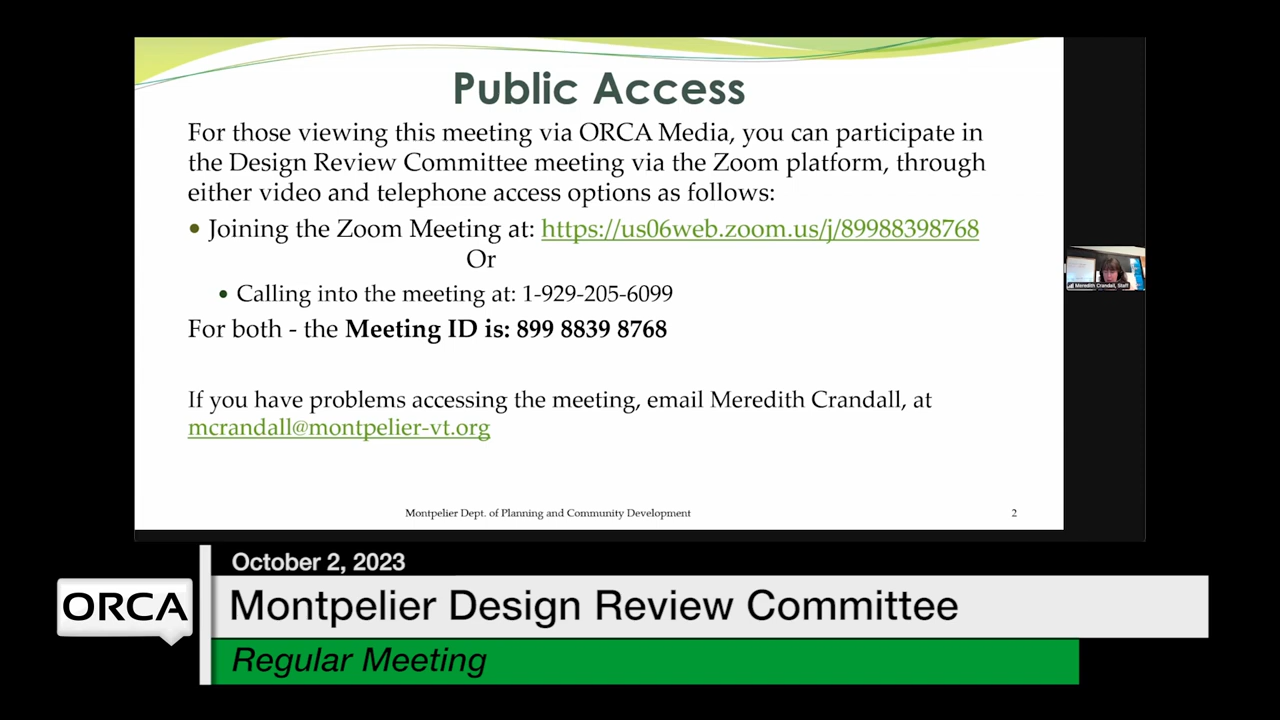 Public Access
For those viewing this meeting via ORCA Media, you can participate in
the Design Review Committee meeting via the Zoom platform, through
either video and telephone access options as follows:
• Joining the Zoom Meeting at: https://us06web.zoom.us/j/89988398768
Or
• Calling into the meeting at: 1-929-205-6099
For both - the Meeting ID is: 899 8839 8768
If you have problems accessing the meeting, email Meredith Crandall, at
mcrandall@montpelier-vt.org
Montpelier Dept. of Planning and Community Development
2
Meredith Crandall, Staff
October 2, 2023
ORCA
Montpelier Design Review Committee
Regular Meeting